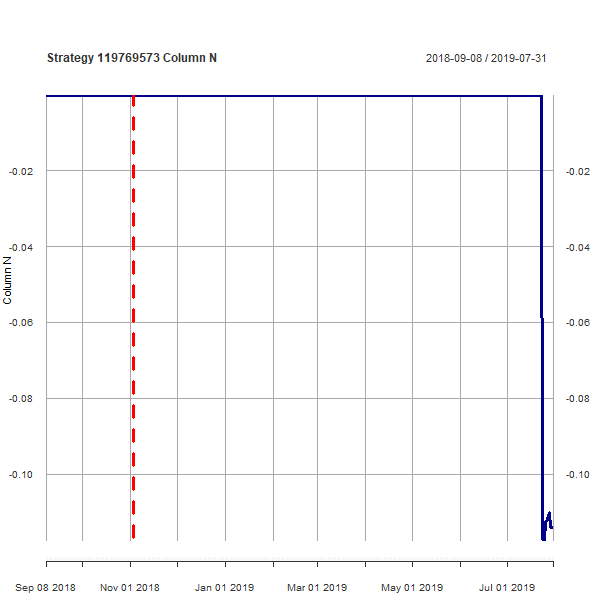 Strategy 119769573 Column N
2018-09-08 / 2019-07-31
-0.02
-0.02
-0.04
-0.04
Column N
-0.06
-0.06
-0.08
-0.08
-0.10
-0.10
Sep 08 2018
Nov 01 2018
Jan 01 2019
Mar 01 2019
May 01 2019
Jul 01 2019